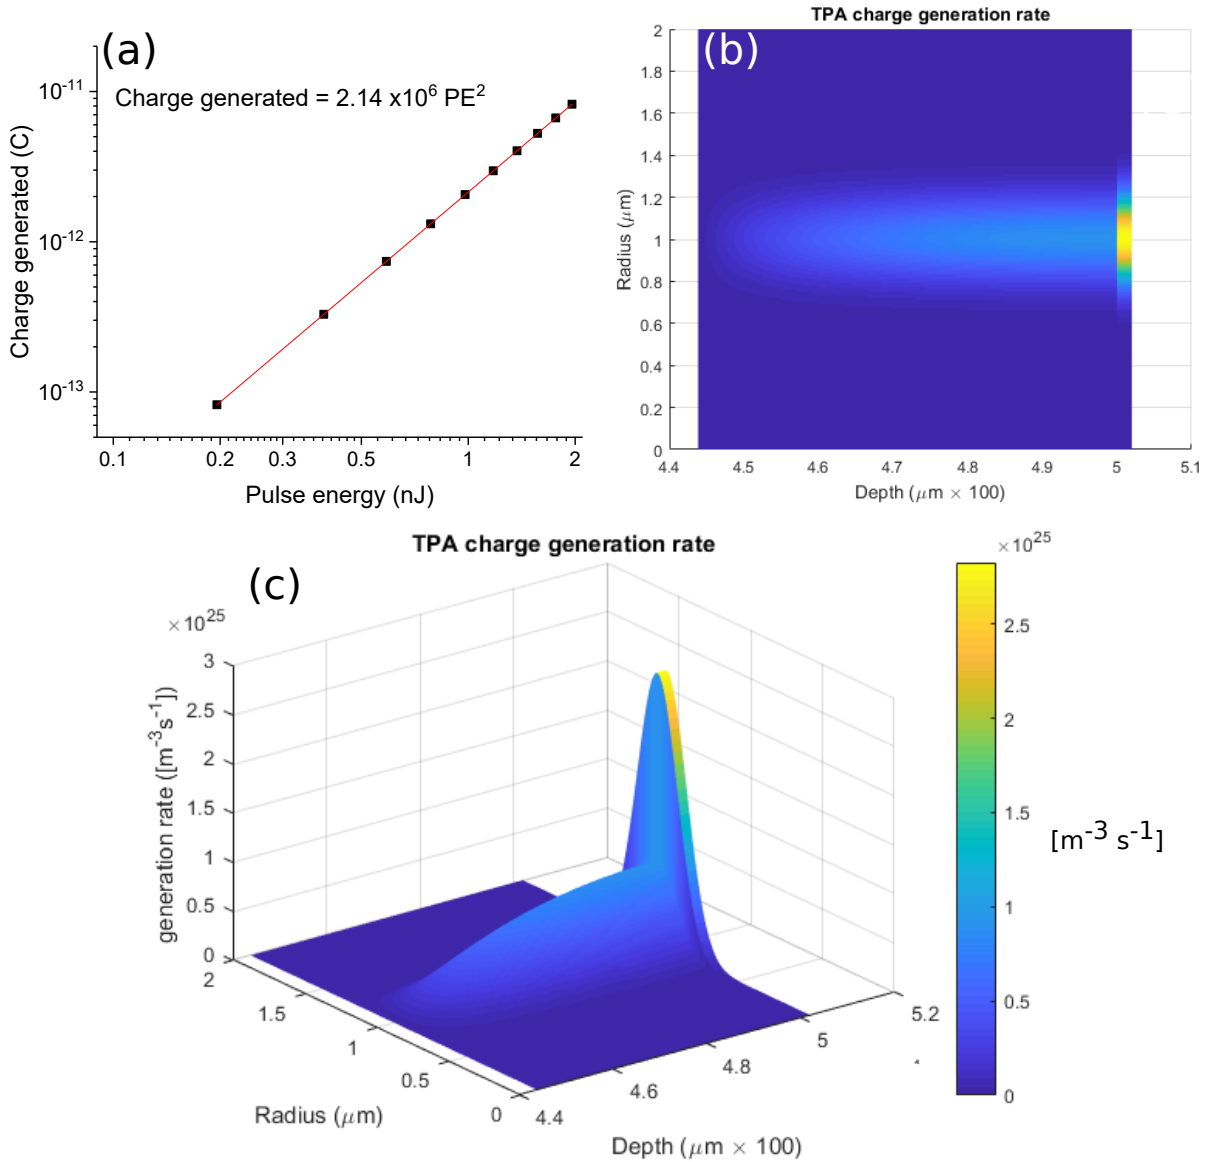 (a)
Charge generated = 2.14 x10⁶ PE²
10⁻¹¹
10⁻¹²
10⁻¹³
Charge generated (C)
0.1 0.2 0.3 0.5 1 2
Pulse energy (nJ)
TPA charge generation rate
(b)
2
1.8
1.6
1.4
1.2
1
0.8
0.6
0.4
0.2
0
Radius (μm)
4.4 4.5 4.6 4.7 4.8 4.9 5 5.1
Depth (μm × 100)
TPA charge generation rate
(c)
×10²⁵
3
2.5
2
1.5
1
0.5
0
generation rate ([m⁻³s⁻¹])
2
1.5
1
0.5
0
Radius (μm)
4.4
4.6
4.8
5
5.2
Depth (μm × 100)
×10²⁵
2.5
2
1.5
1
0.5
0
[m⁻³ s⁻¹]